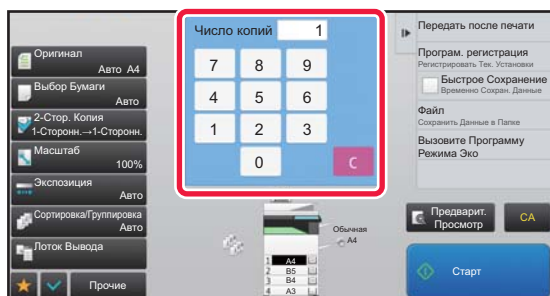 Оригинал
Авто A4
Выбор Бумаги
Авто
2-Стор. Копия
1-Сторонн.→1-Сторонн.
Масштаб
100%
Экспозиция
Авто
Сортировка/Группировка
Авто
Лоток Вывода
Прочие
Число копий 1
7 8 9
4 5 6
1 2 3
0 C
Обычная
A4
1 A4
2 B5
3 B4
4 A3
Передать после печати
Програм. регистрация
Регистрировать Тек. Установки
Быстрое Сохранение
Временно Сохран. Данные
Файл
Сохранить Данные в Папке
Вызовите Программу
Режима Эко
Предварит.
Просмотр
CA
Старт